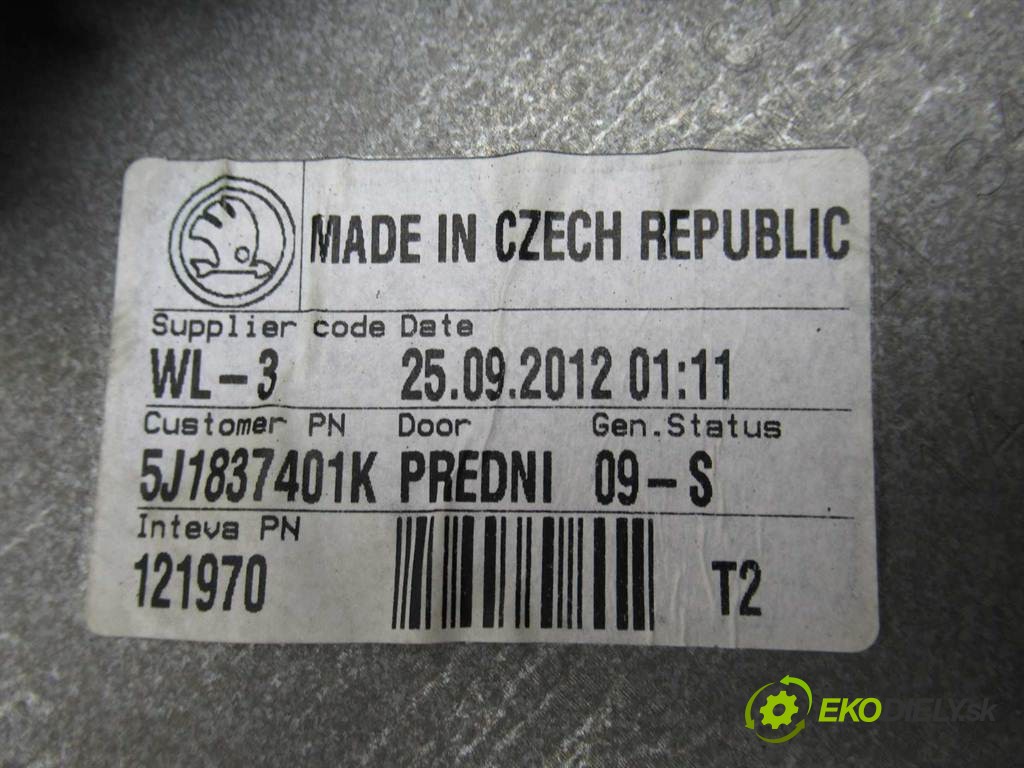 MADE IN CZECH REPUBLIC
Supplier code Date
WL-3 25.09.2012 01:11
Customer PN Door Gen.Status
5J1837401K PREDNI 09-S
Inteva PN
121970 T2
EKODIELY.sk